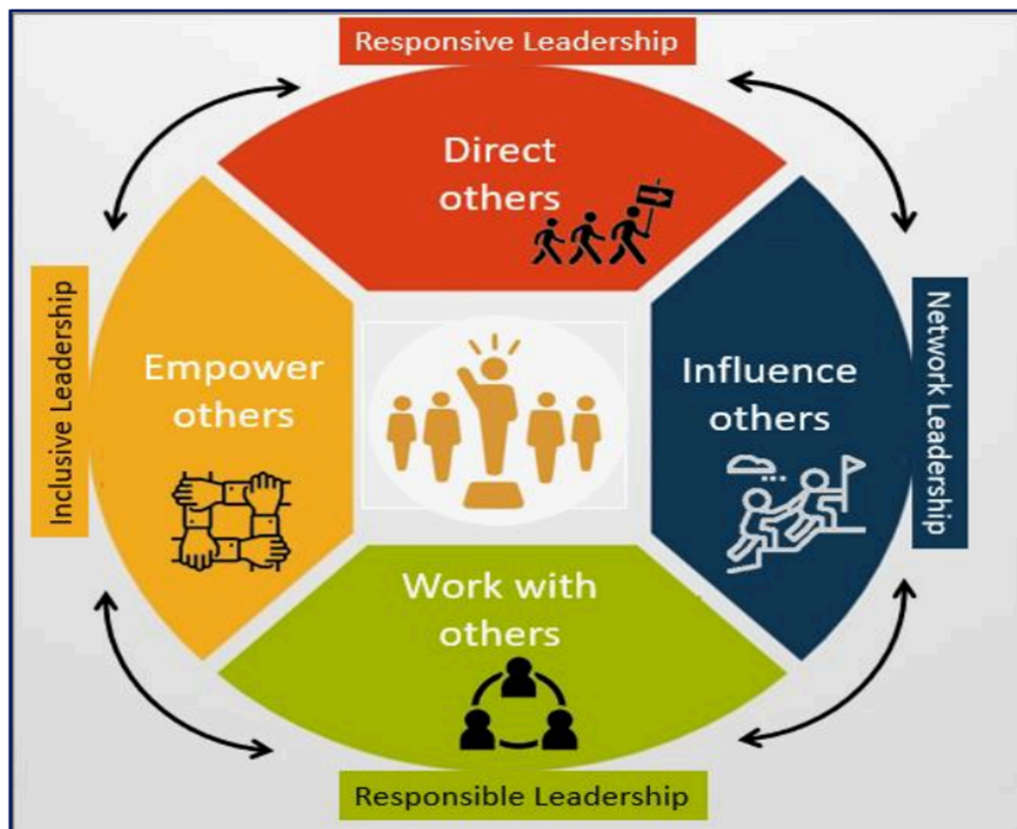 Responsive Leadership
Direct
others
Inclusive Leadership
Empower
others
Influence
others
Network Leadership
Work with
others
Responsible Leadership